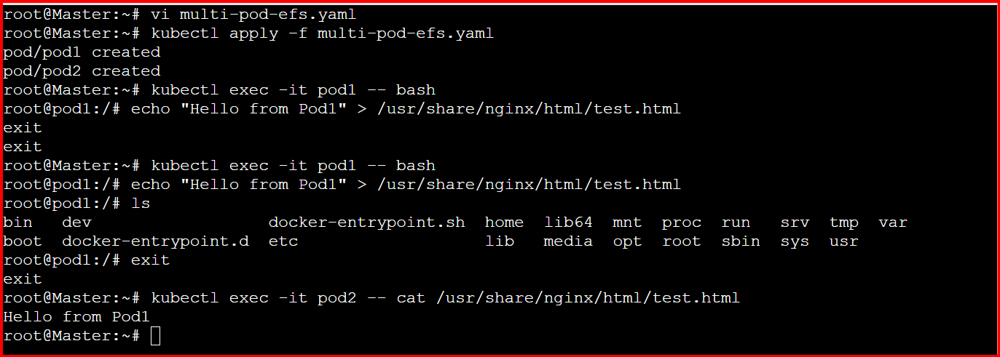 root@Master:~# vi multi-pod-efs.yaml
root@Master:~# kubectl apply -f multi-pod-efs.yaml
pod/pod1 created
pod/pod2 created
root@Master:~# kubectl exec -it pod1 -- bash
root@pod1:/# echo "Hello from Pod1" > /usr/share/nginx/html/test.html
exit
exit
root@Master:~# kubectl exec -it pod1 -- bash
root@pod1:/# echo "Hello from Pod1" > /usr/share/nginx/html/test.html
root@pod1:/# ls
bin   dev                  docker-entrypoint.sh  home  lib64  mnt  proc  run   srv  tmp  var
boot  docker-entrypoint.d  etc                   lib   media  opt  root  sbin  sys  usr
root@pod1:/# exit
exit
root@Master:~# kubectl exec -it pod2 -- cat /usr/share/nginx/html/test.html
Hello from Pod1
root@Master:~#